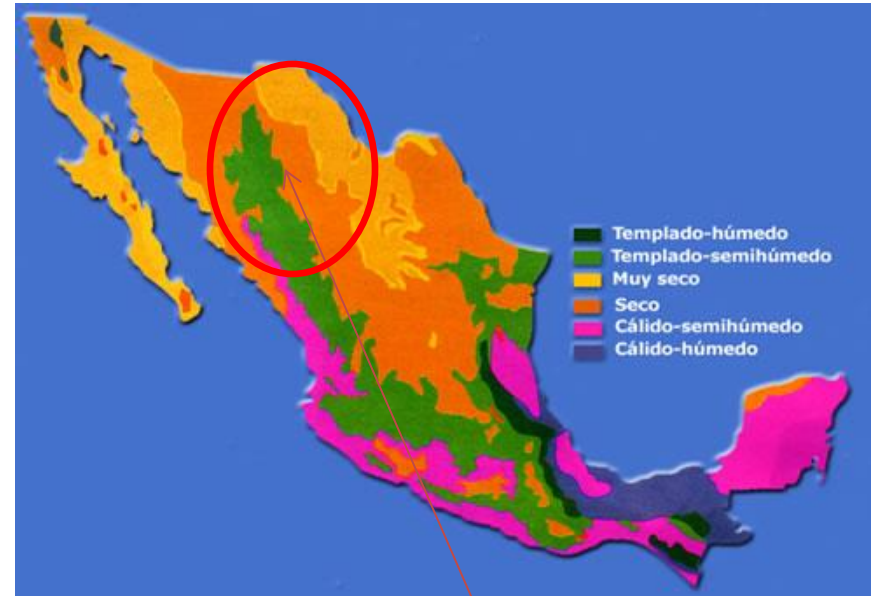 Templado-húmedo
Templado-semihúmedo
Muy seco
Seco
Cálido-semihúmedo
Cálido-húmedo